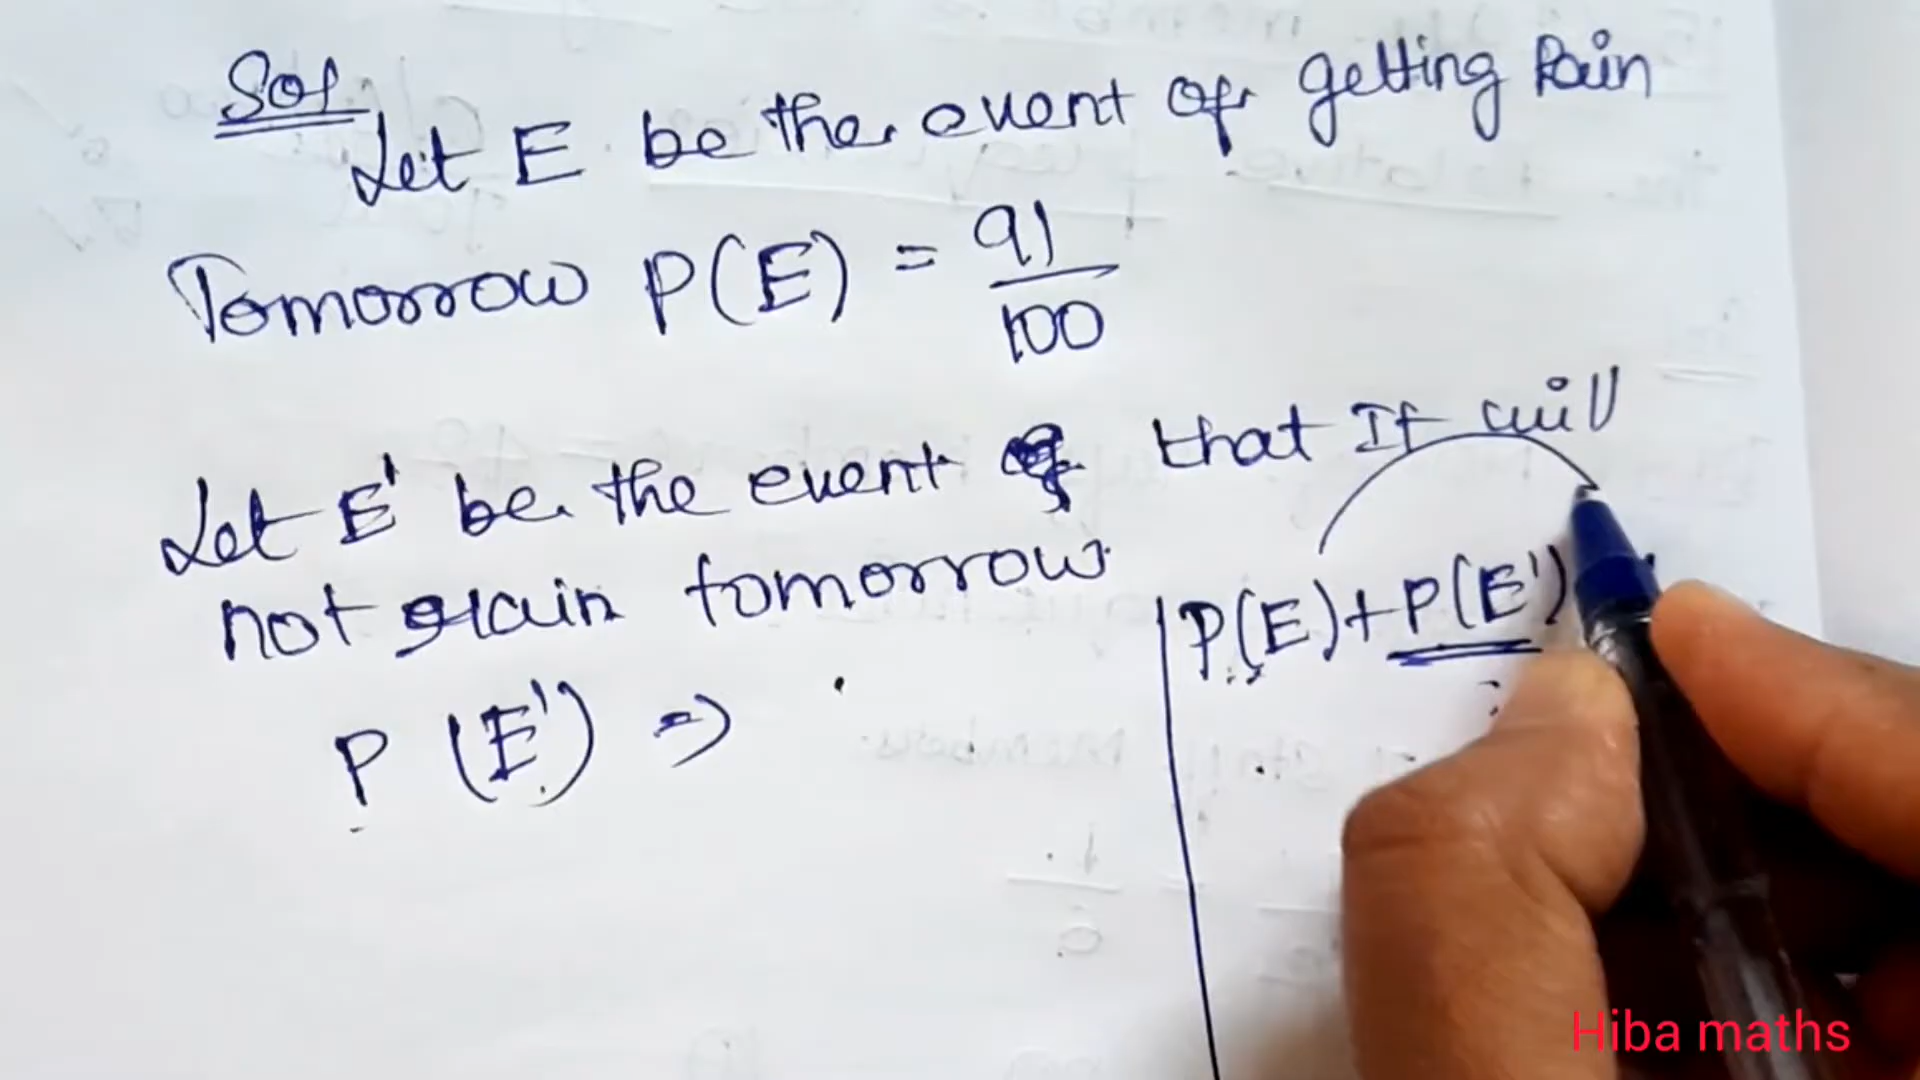 Sol
Let E be the event of getting Rain
Tomorrow P(E) = 91/100
Let E' be the event that It will
not rain tomorrow.
P(E) + P(E')
P (E') ⇒
Hiba maths